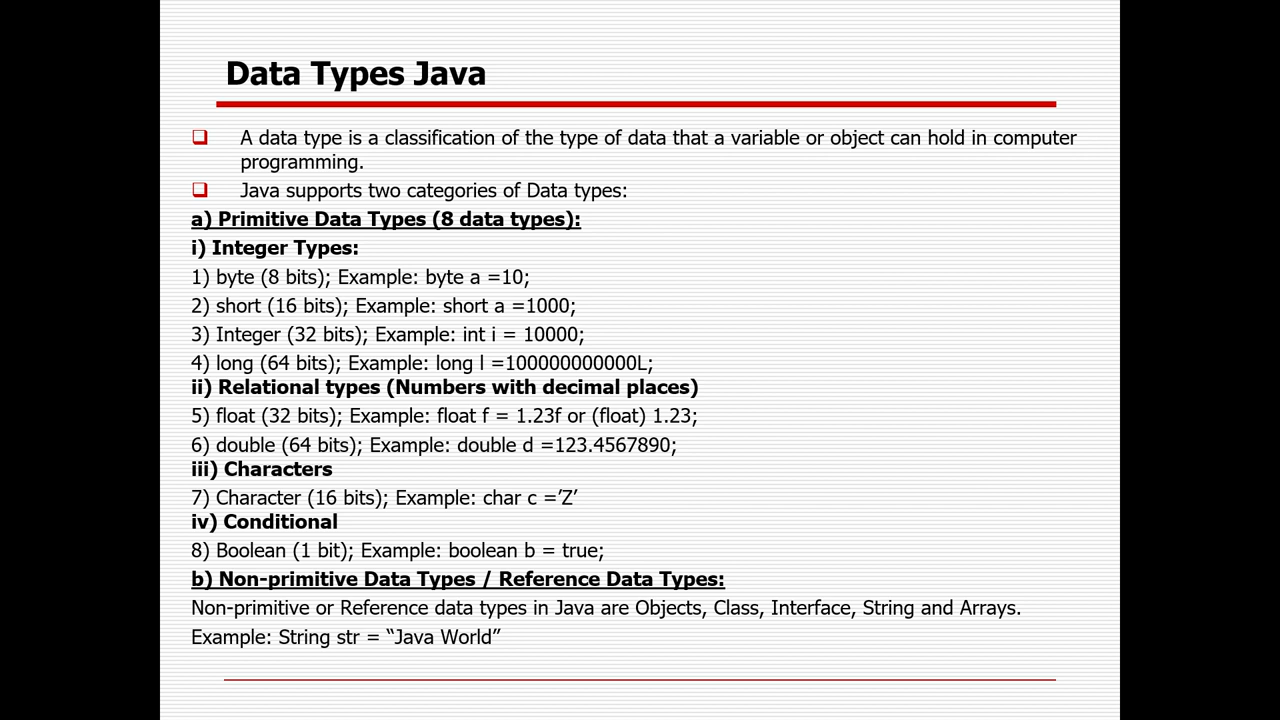 Data Types Java
A data type is a classification of the type of data that a variable or object can hold in computer
programming.
Java supports two categories of Data types:
a) Primitive Data Types (8 data types):
i) Integer Types:
1) byte (8 bits); Example: byte a =10;
2) short (16 bits); Example: short a =1000;
3) Integer (32 bits); Example: int i = 10000;
4) long (64 bits); Example: long l =100000000000L;
ii) Relational types (Numbers with decimal places)
5) float (32 bits); Example: float f = 1.23f or (float) 1.23;
6) double (64 bits); Example: double d =123.4567890;
iii) Characters
7) Character (16 bits); Example: char c =’Z’
iv) Conditional
8) Boolean (1 bit); Example: boolean b = true;
b) Non-primitive Data Types / Reference Data Types:
Non-primitive or Reference data types in Java are Objects, Class, Interface, String and Arrays.
Example: String str = “Java World”